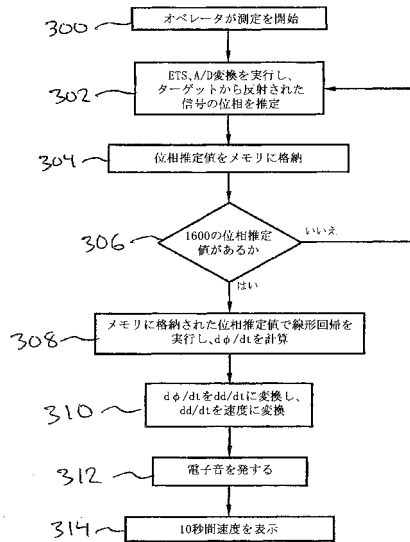 300
オペレータが測定を開始
302
ETS、A/D変換を実行し、
ターゲットから反射された
信号の位相を推定
304
位相推定値をメモリに格納
306
1600の位相推定
値があるか
いいえ
はい
308
メモリに格納された位相推定値で線形回帰を
実行し、dφ/dtを計算
310
dφ/dtをdd/dtに変換し、
dd/dtを速度に変換
312
電子音を発する
314
10秒間速度を表示